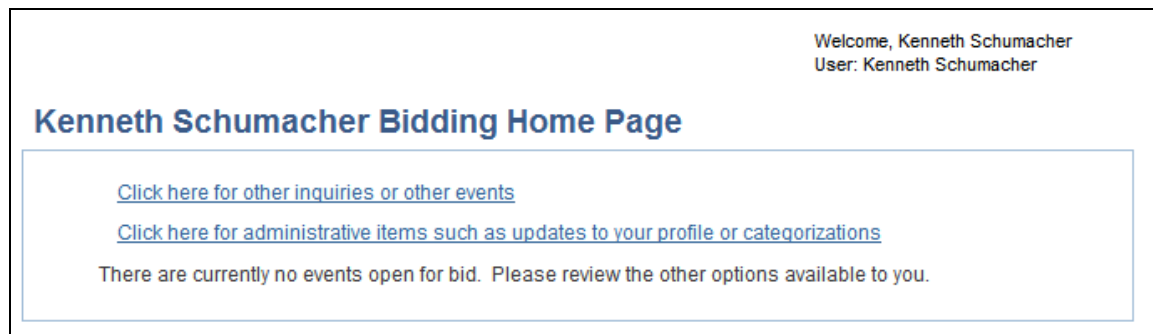 Welcome, Kenneth Schumacher
User: Kenneth Schumacher
Kenneth Schumacher Bidding Home Page
Click here for other inquiries or other events
Click here for administrative items such as updates to your profile or categorizations
There are currently no events open for bid.  Please review the other options available to you.